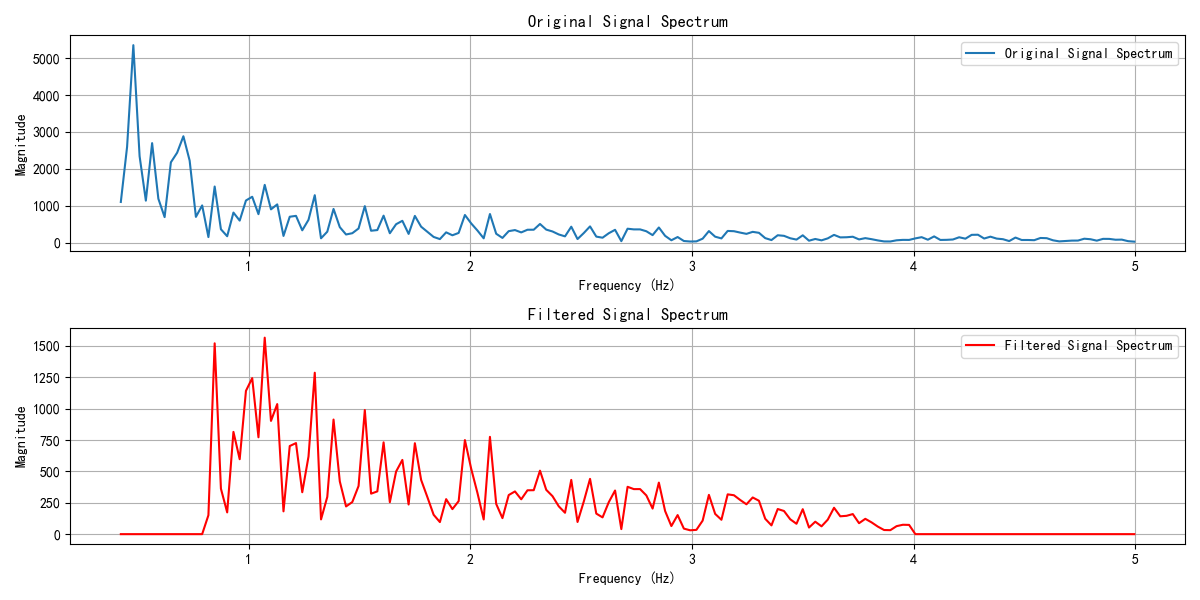 Original Signal Spectrum
Original Signal Spectrum
Magnitude
5000
4000
3000
2000
1000
0
1
2
3
4
5
Frequency (Hz)
Filtered Signal Spectrum
Filtered Signal Spectrum
Magnitude
1500
1250
1000
750
500
250
0
1
2
3
4
5
Frequency (Hz)